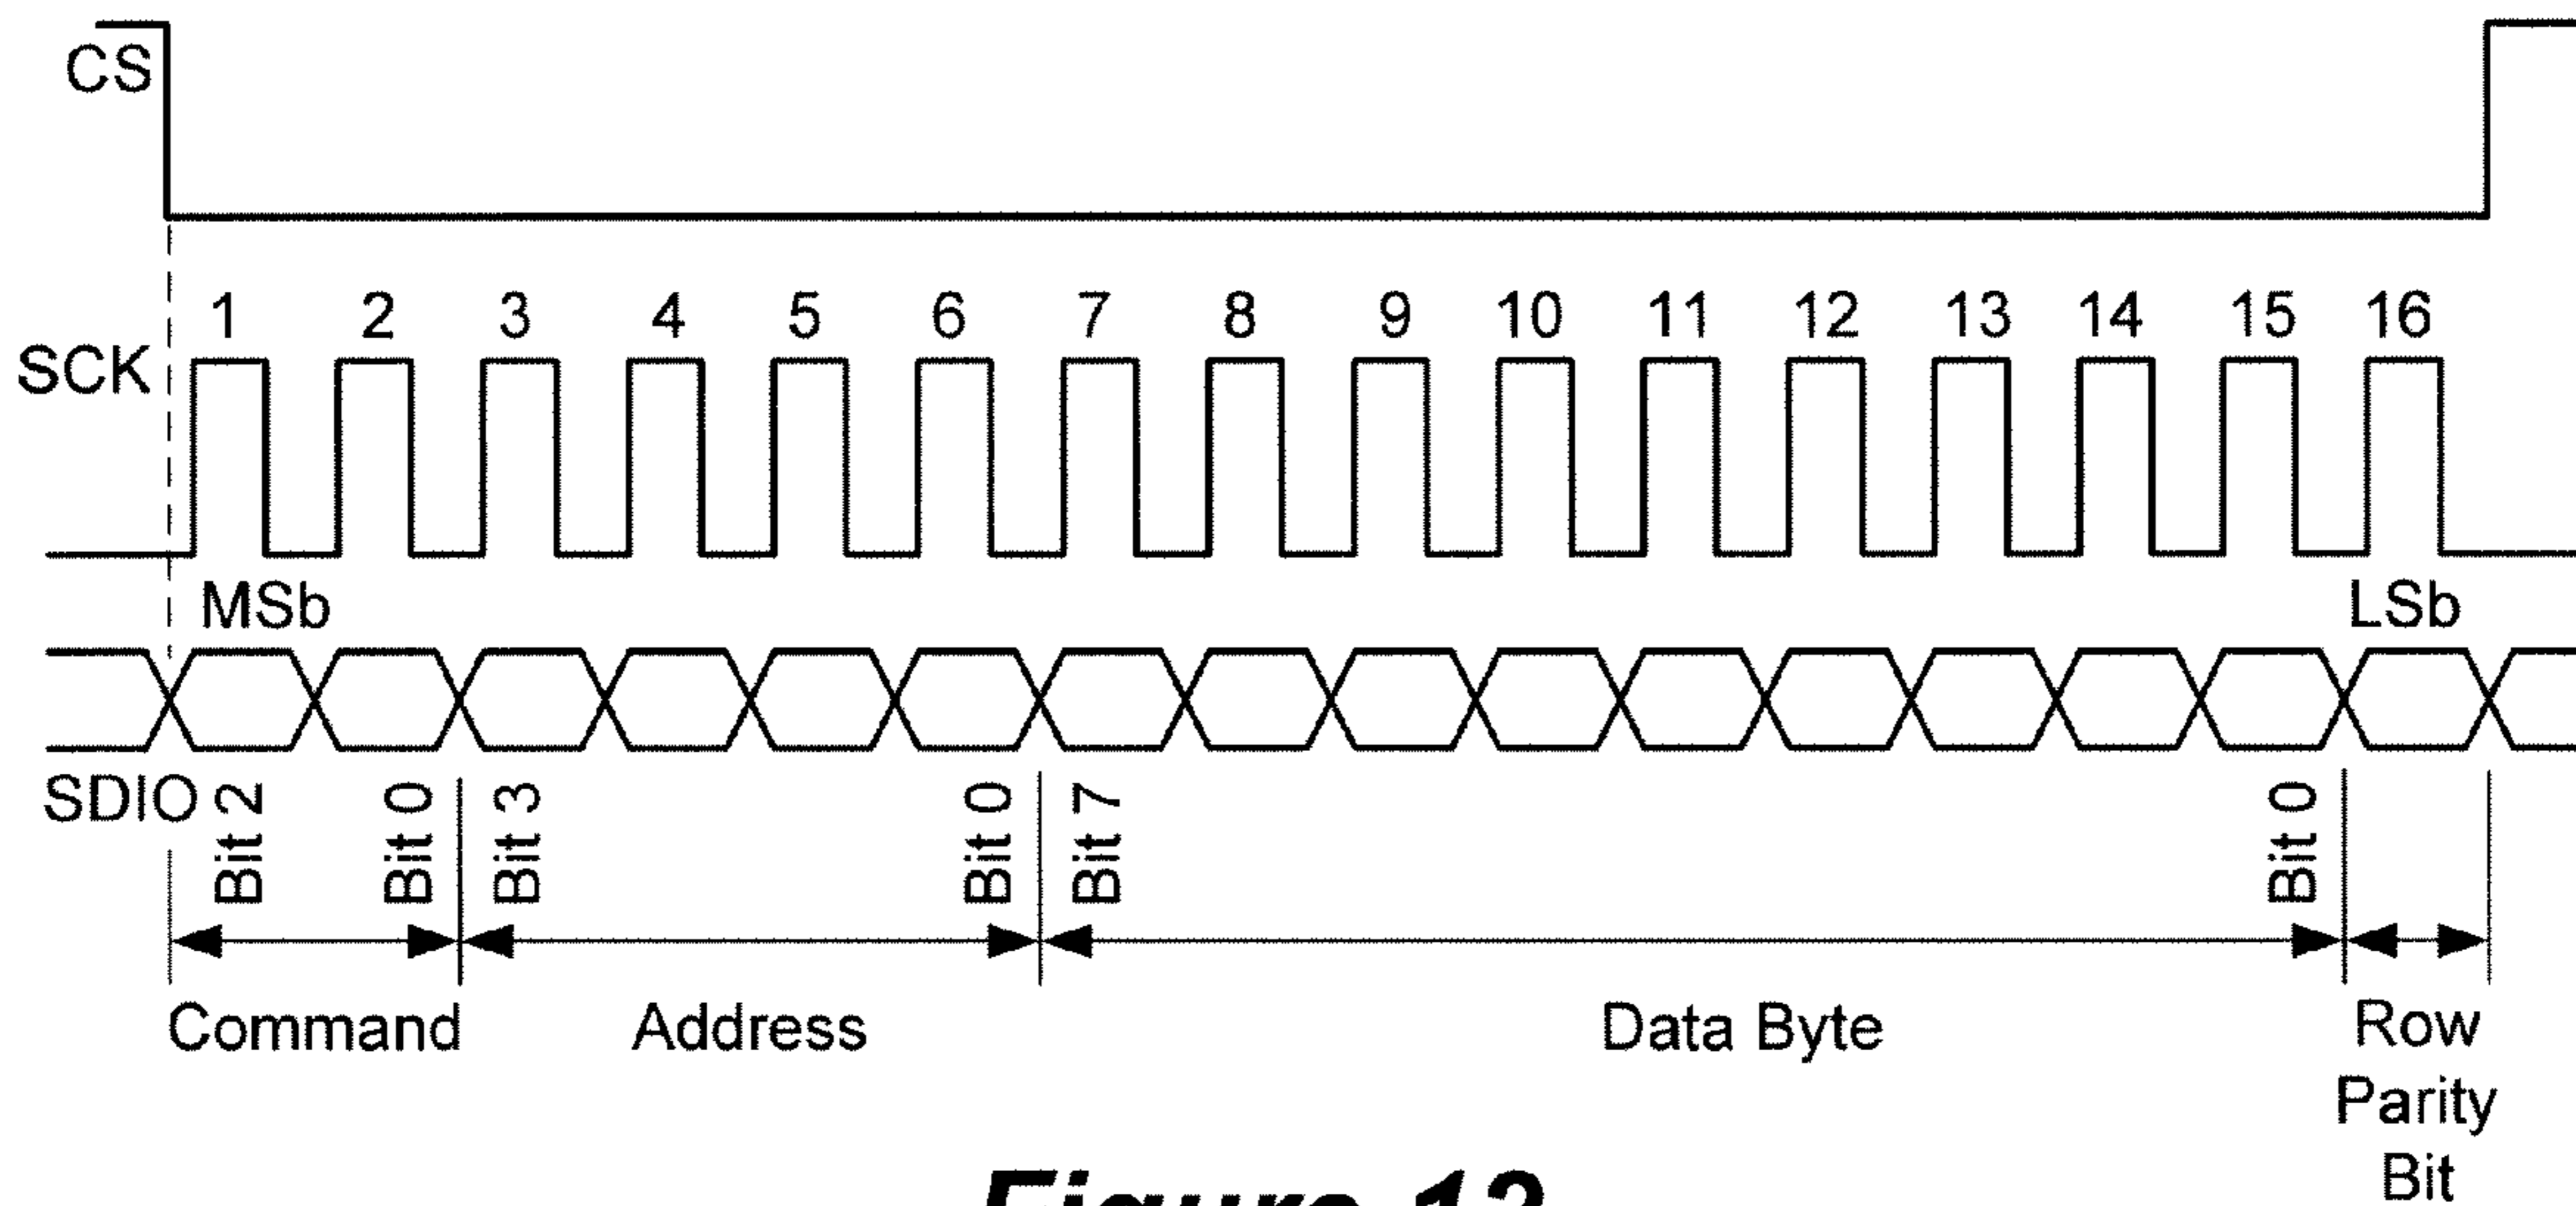 CS
1 2 3 4 5 6 7 8 9 10 11 12 13 14 15 16
SCK
MSb LSb
SDIO
Bit 2 Bit 0 Bit 3 Bit 0 Bit 7 Bit 0
Command Address Data Byte Row
Parity
Bit
Figure